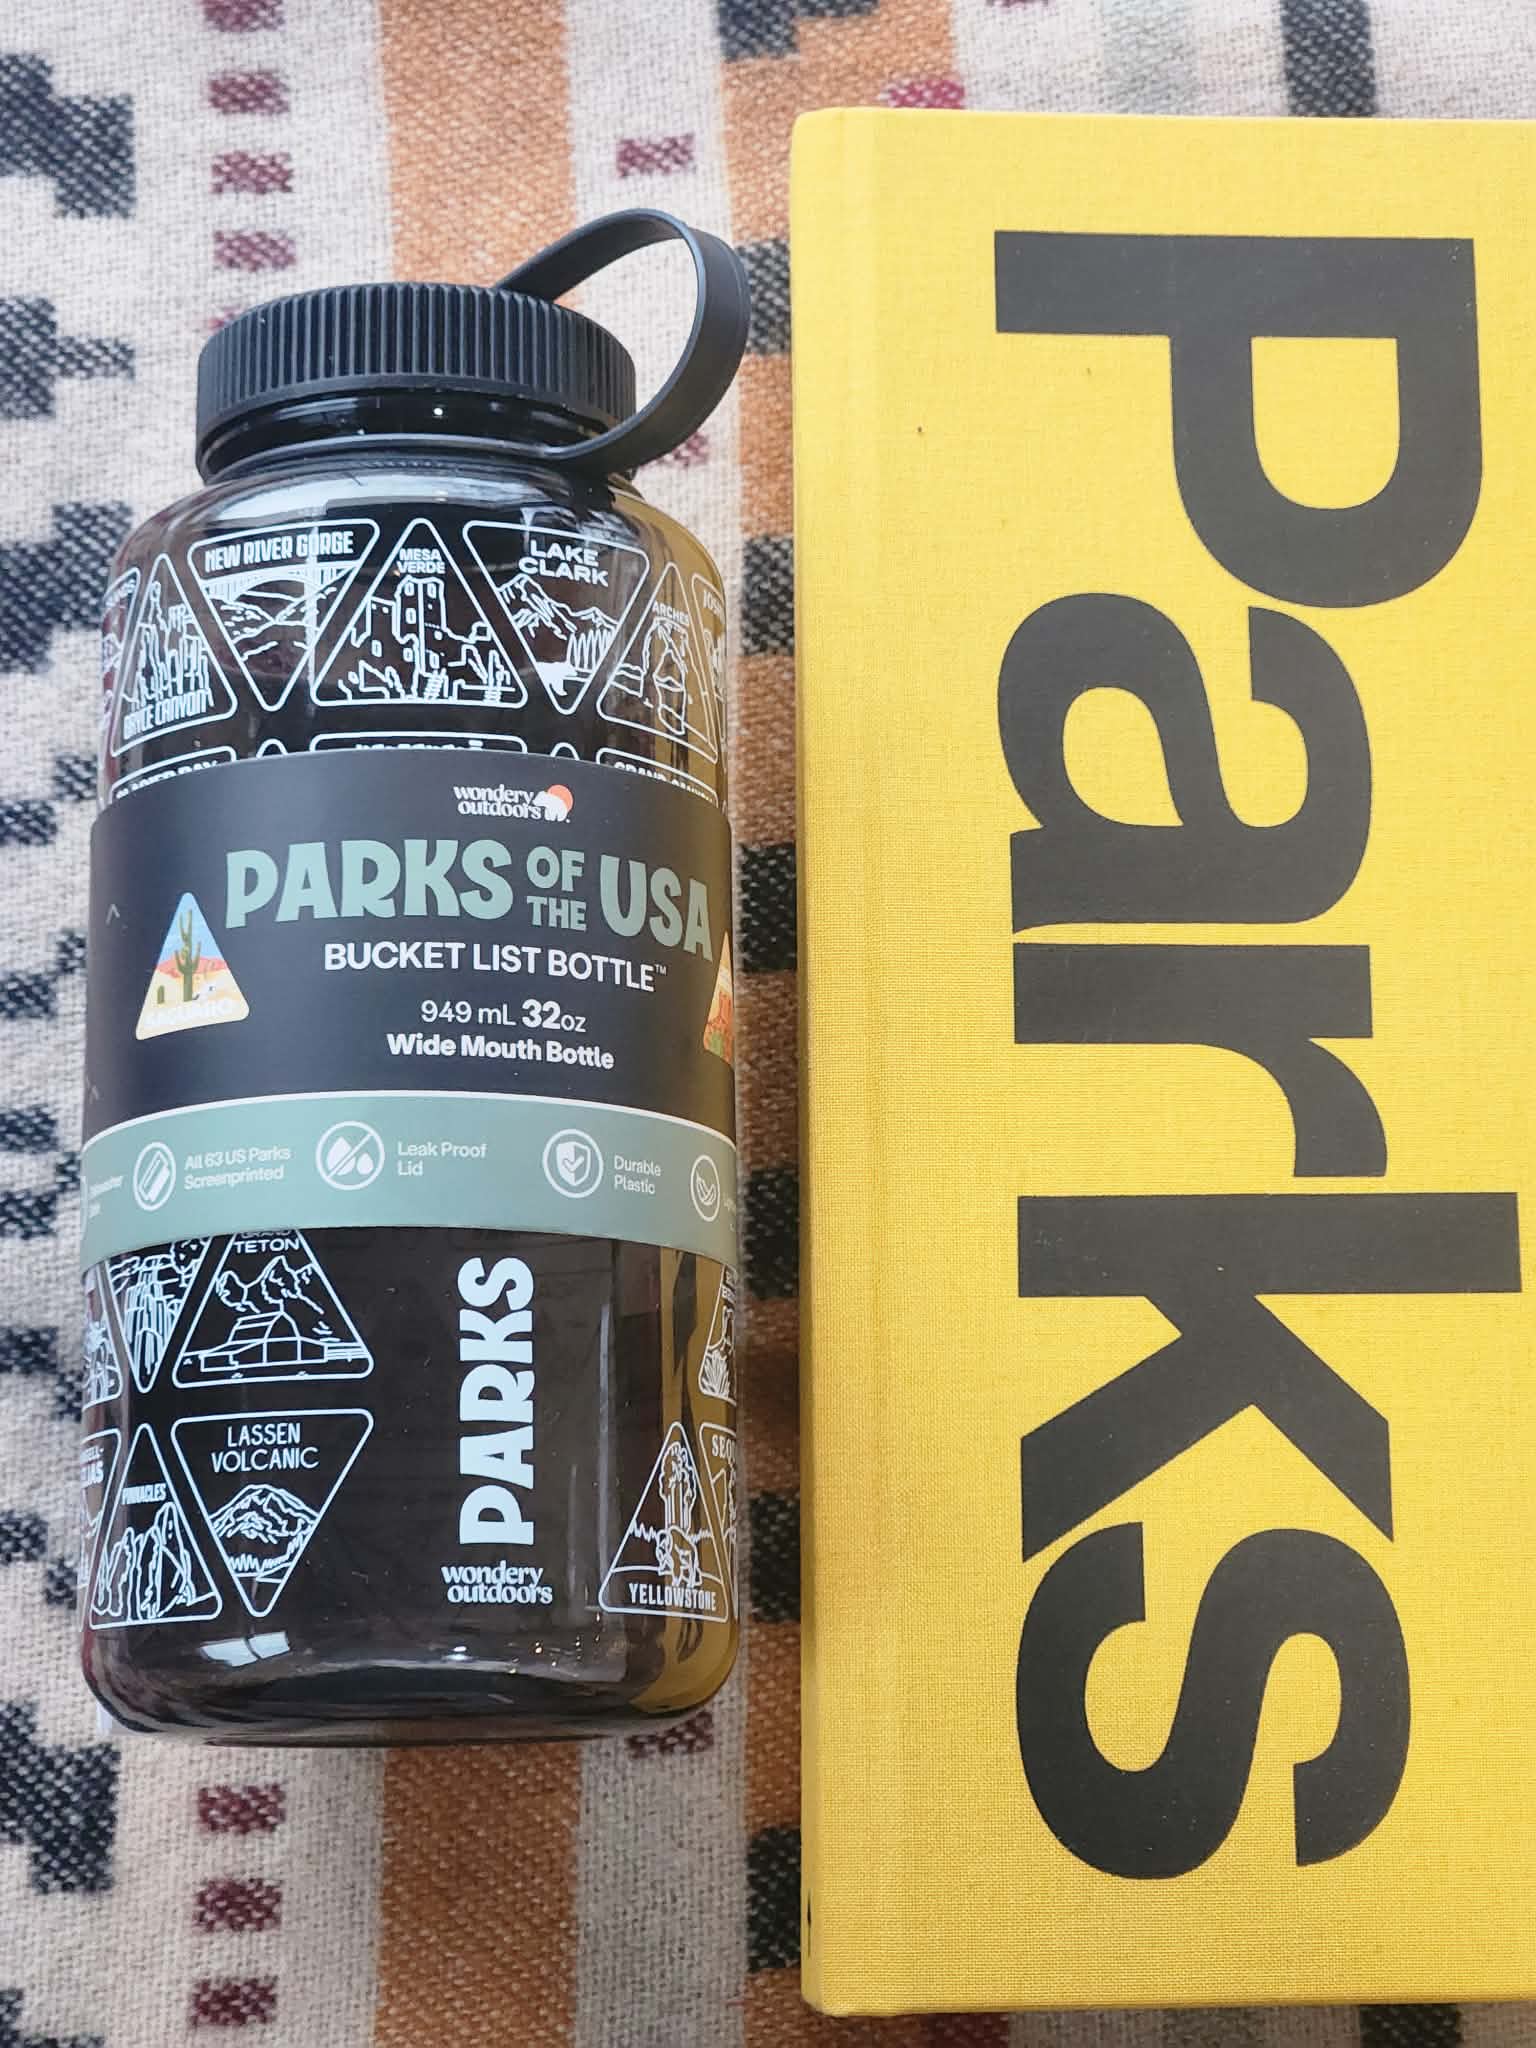 NEW RIVER GORGE
MESA
VERDE
LAKE
CLARK
ARCHES
BRYCE CANYON
wondery
outdoors
PARKS OF THE USA
BUCKET LIST BOTTLE™
949 mL 32oz
Wide Mouth Bottle
SAGUARO
All 63 US Parks
Screenprinted
Leak Proof
Lid
Durable
Plastic
GRAND
TETON
LASSEN
VOLCANIC
PINNACLES
PARKS
wondery
outdoors
YELLOWSTONE
Parks